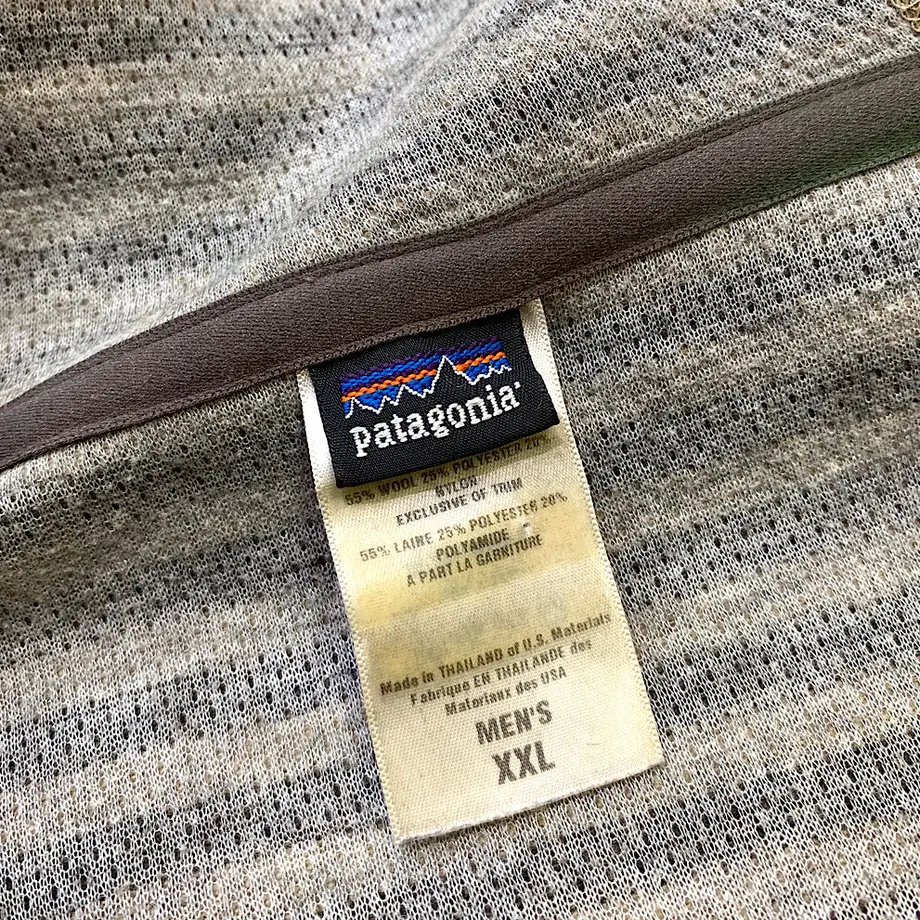 patagonia®
55% WOOL 25% POLYESTER 20%
NYLON
EXCLUSIVE OF TRIM
55% LAINE 25% POLYESTER 20%
POLYAMIDE
A PART LA GARNITURE
Made in THAILAND of U.S. Materials
Fabrique EN THAILANDE des
Materiaux des USA
MEN'S
XXL